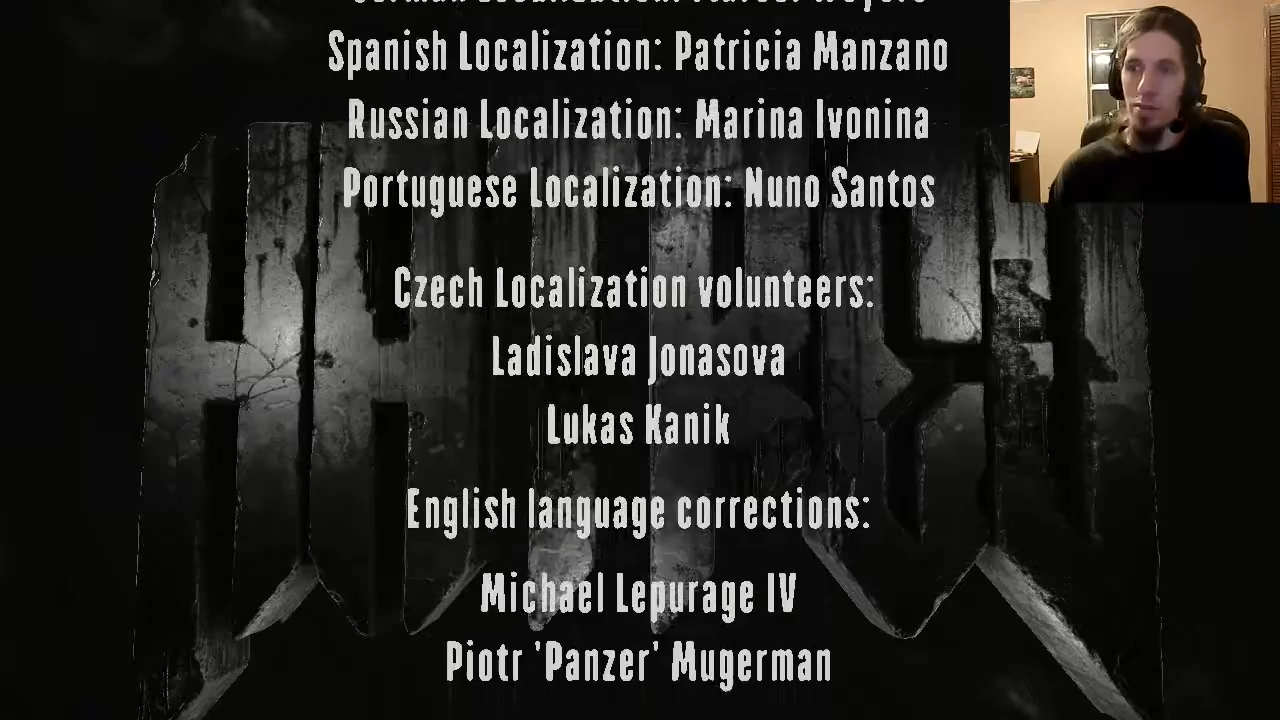 Spanish Localization: Patricia Manzano
Russian Localization: Marina Ivonina
Portuguese Localization: Nuno Santos
Czech Localization volunteers:
Ladislava Jonasova
Lukas Kanik
English language corrections:
Michael Lepurage IV
Piotr 'Panzer' Mugerman
HATRED